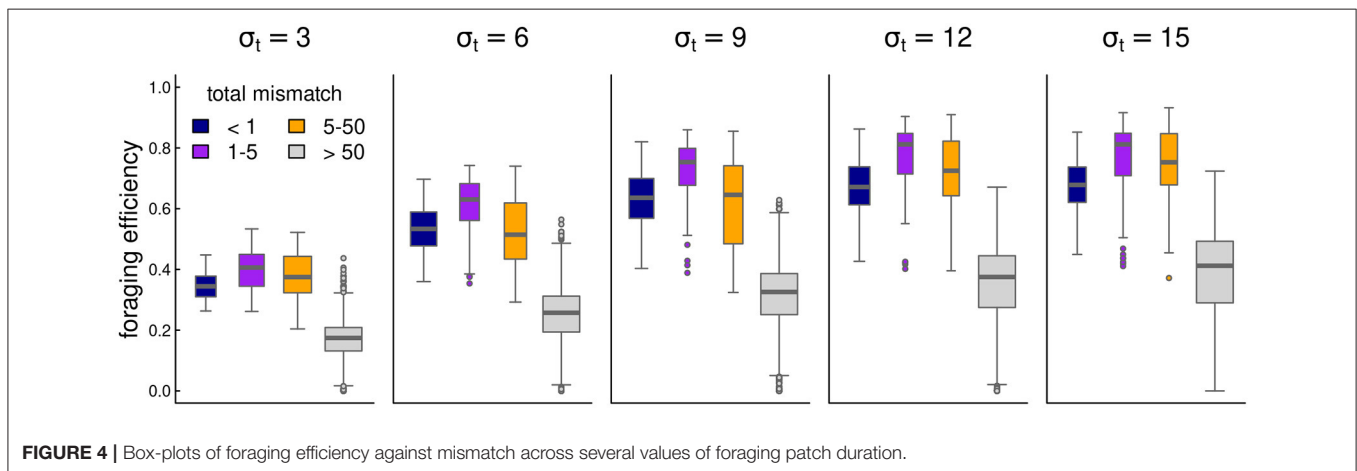 σt = 3 σt = 6 σt = 9 σt = 12 σt = 15
total mismatch
< 1 5-50
1-5 > 50
foraging efficiency
1.0
0.8
0.6
0.4
0.2
0.0
FIGURE 4 | Box-plots of foraging efficiency against mismatch across several values of foraging patch duration.